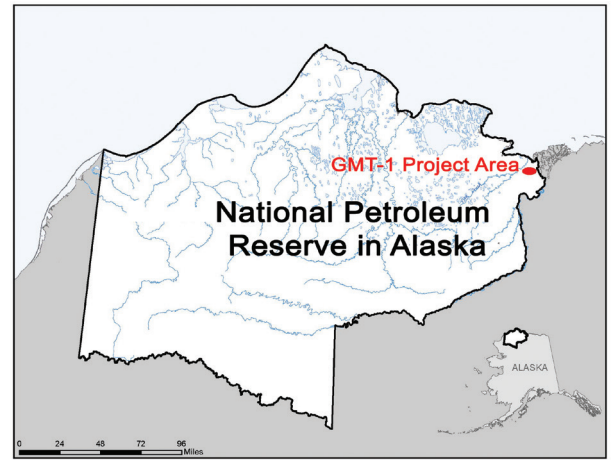 GMT-1 Project Area
National Petroleum
Reserve in Alaska
ALASKA
0 24 48 72 96
Miles